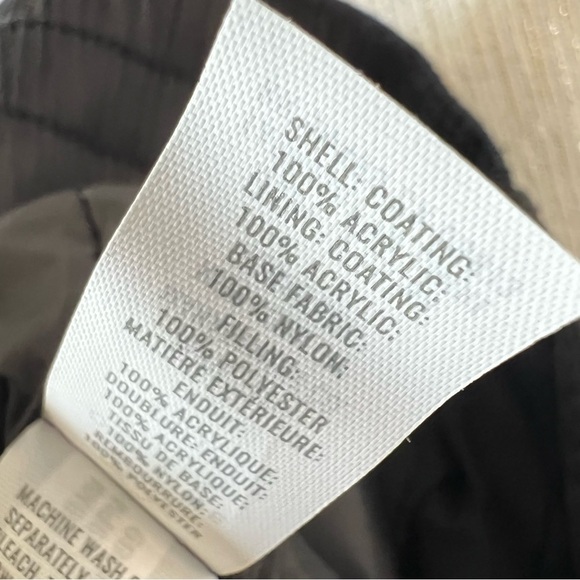 SHELL: COATING:
100% ACRYLIC;
LINING: COATING:
100% ACRYLIC;
BASE FABRIC:
100% NYLON;
FILLING:
100% POLYESTER
MATIÈRE EXTÉRIEURE:
ENDUIT:
100% ACRYLIQUE;
DOUBLURE: ENDUIT:
100% ACRYLIQUE;
TISSU DE BASE:
100% NYLON;
REMBOURRURE:
100% POLYESTER
MACHINE WASH
SEPARATELY
BLEACH